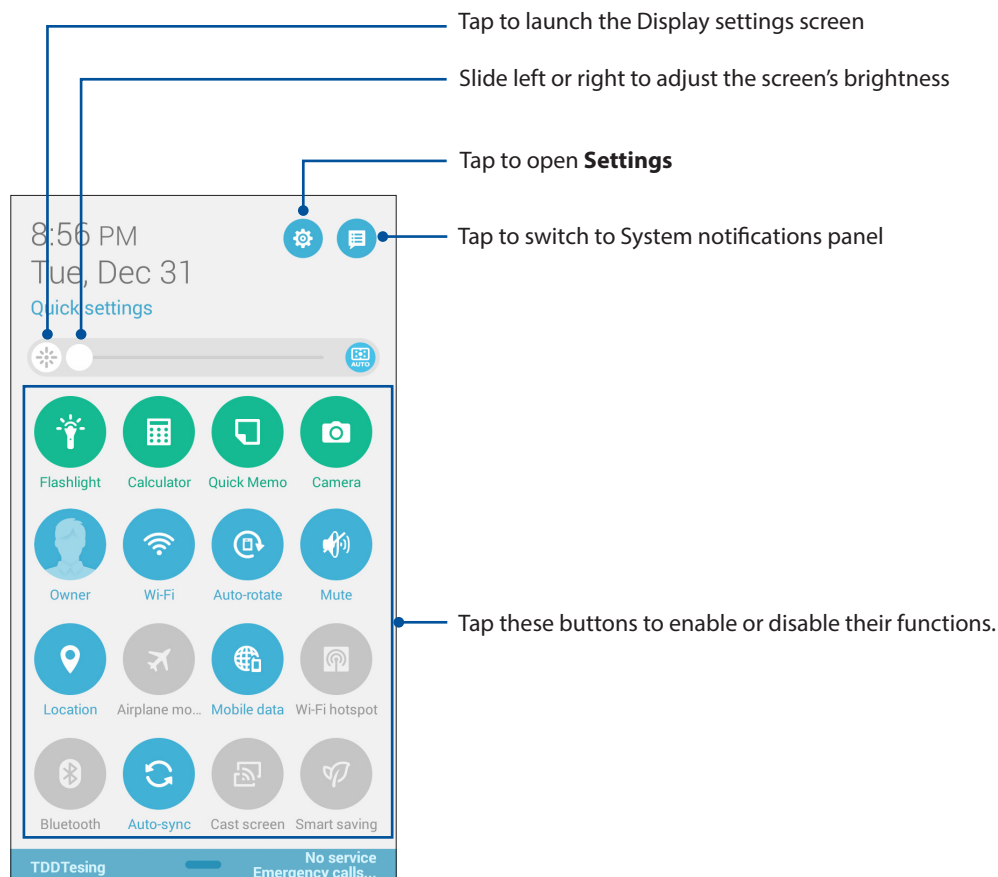 Tap to launch the Display settings screen
Slide left or right to adjust the screen's brightness
Tap to open Settings
Tap to switch to System notifications panel
8:56 PM
Tue, Dec 31
Quick settings
AUTO
Flashlight Calculator Quick Memo Camera
Owner Wi-Fi Auto-rotate Mute
Tap these buttons to enable or disable their functions.
Location Airplane mo... Mobile data Wi-Fi hotspot
Bluetooth Auto-sync Cast screen Smart saving
TDDTesing No service
Emergency calls...